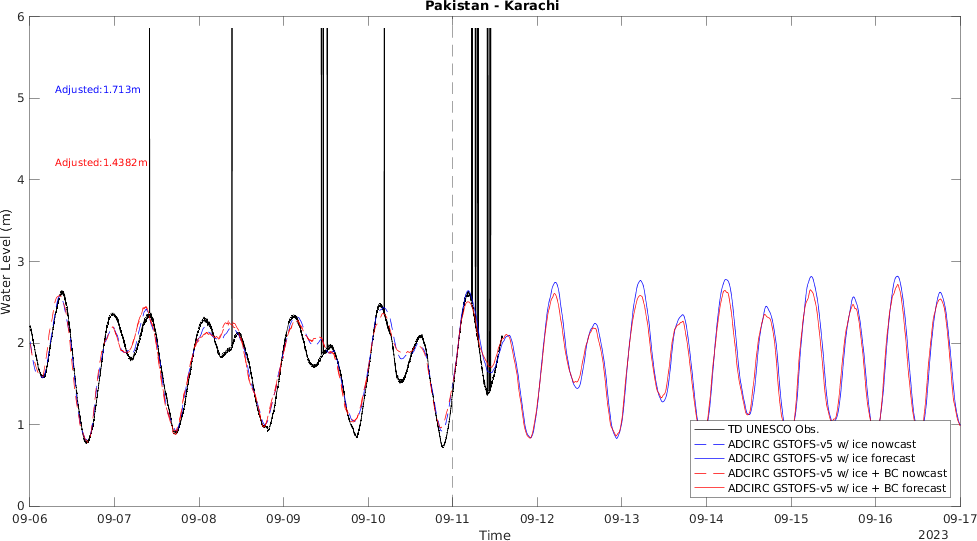 Pakistan - Karachi
6
5
4
3
2
1
0
Water Level (m)
Adjusted:1.713m
Adjusted:1.4382m
TD UNESCO Obs.
ADCIRC GSTOFS-v5 w/ ice nowcast
ADCIRC GSTOFS-v5 w/ ice forecast
ADCIRC GSTOFS-v5 w/ ice + BC nowcast
ADCIRC GSTOFS-v5 w/ ice + BC forecast
09-06 09-07 09-08 09-09 09-10 09-11 09-12 09-13 09-14 09-15 09-16 09-17
Time
2023